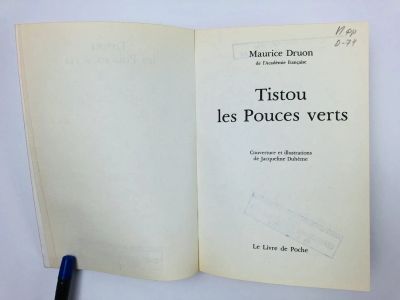 Maurice Druon
de l'Académie française
Tistou
les Pouces verts
Couverture et illustrations
de Jacqueline Duhême
Le Livre de Poche